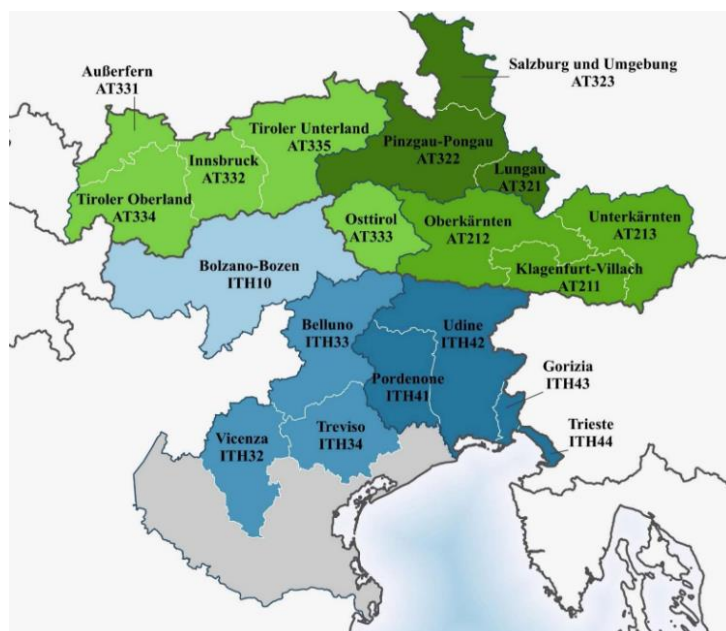 Außerfern
AT331
Salzburg und Umgebung
AT323
Tiroler Unterland
AT335
Pinzgau-Pongau
AT322
Innsbruck
AT332
Lungau
AT321
Tiroler Oberland
AT334
Osttirol
AT333
Oberkärnten
AT212
Unterkärnten
AT213
Bolzano-Bozen
ITH10
Klagenfurt-Villach
AT211
Belluno
ITH33
Udine
ITH42
Gorizia
ITH43
Pordenone
ITH41
Trieste
ITH44
Vicenza
ITH32
Treviso
ITH34